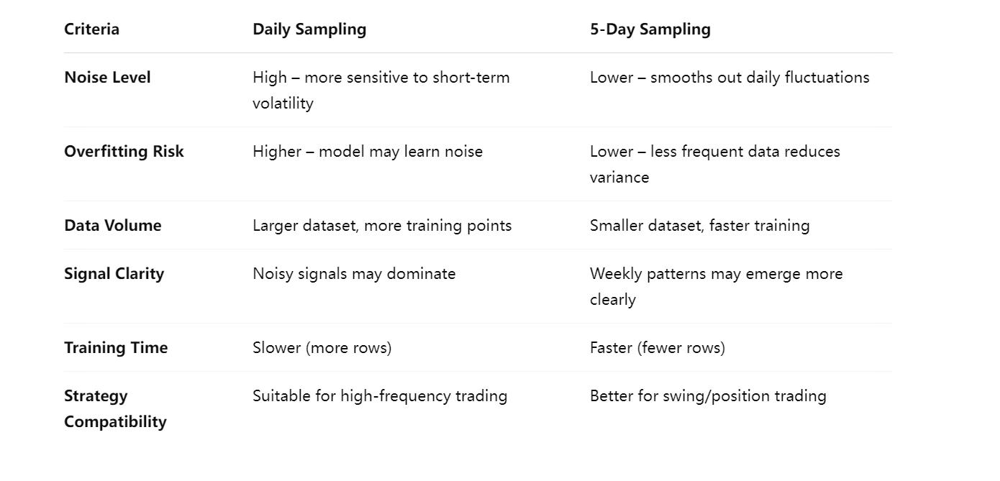 Criteria Daily Sampling 5-Day Sampling
Noise Level High – more sensitive to short-term Lower – smooths out daily fluctuations
volatility
Overfitting Risk Higher – model may learn noise Lower – less frequent data reduces
variance
Data Volume Larger dataset, more training points Smaller dataset, faster training
Signal Clarity Noisy signals may dominate Weekly patterns may emerge more
clearly
Training Time Slower (more rows) Faster (fewer rows)
Strategy Suitable for high-frequency trading Better for swing/position trading
Compatibility